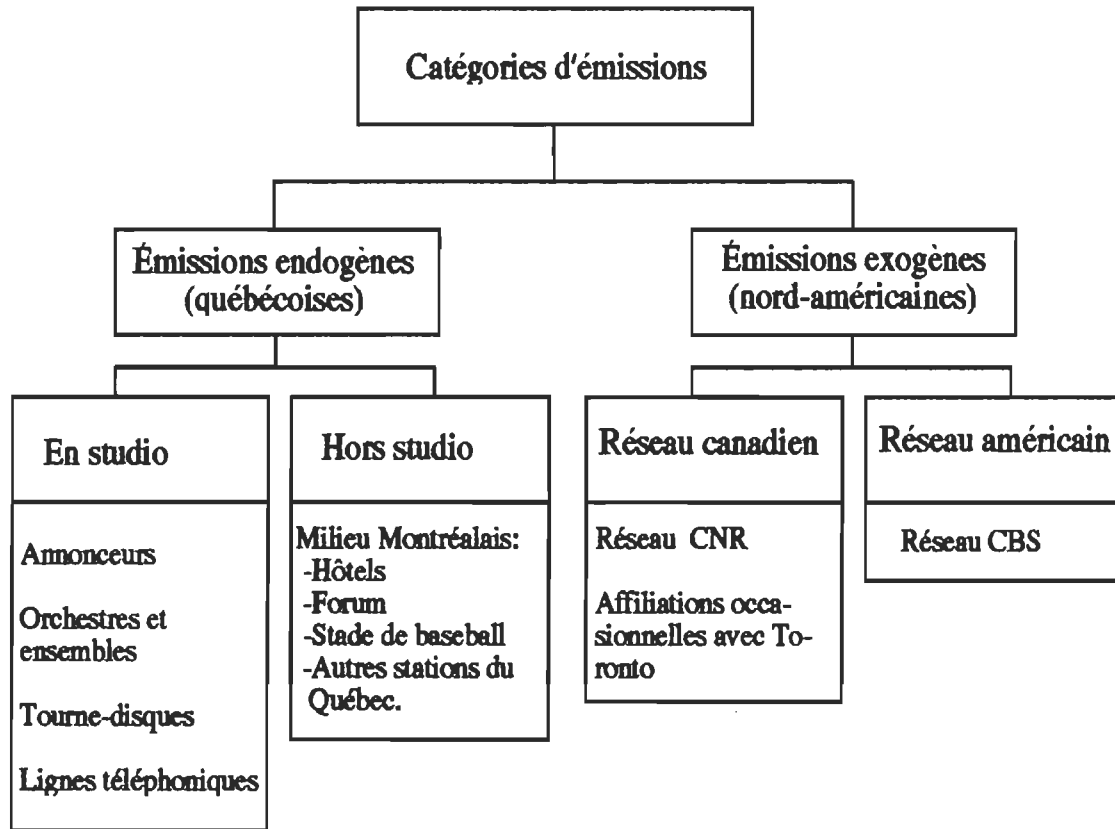 Catégories d'émissions
Émissions endogènes
(québécoises)
Émissions exogènes
(nord-américaines)
En studio
Annonceurs
Orchestres et
ensembles
Tourne-disques
Lignes téléphoniques
Hors studio
Milieu Montréalais:
-Hôtels
-Forum
-Stade de baseball
-Autres stations du
Québec.
Réseau canadien
Réseau CNR
Affiliations occa-
sionnelles avec To-
ronto
Réseau américain
Réseau CBS